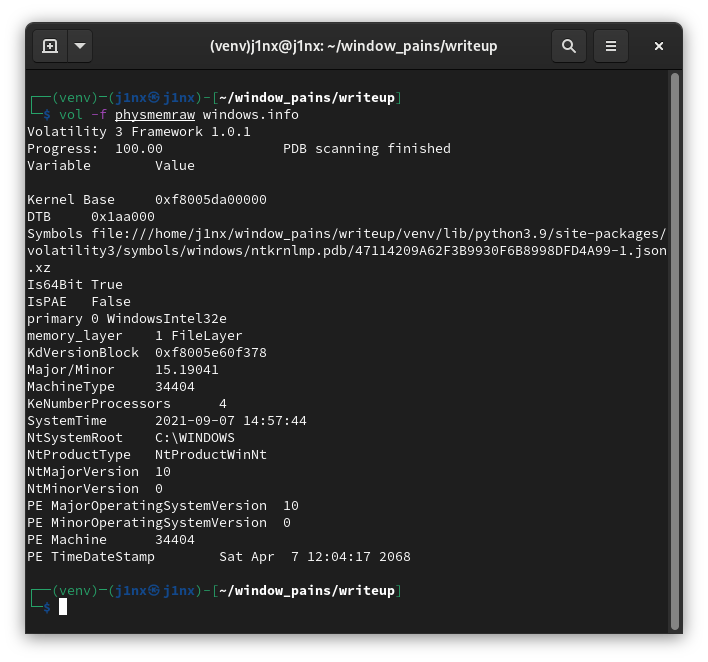 (venv)j1nx@j1nx: ~/window_pains/writeup
┌──(venv)─(j1nx㉿j1nx)-[~/window_pains/writeup]
└─$ vol -f physmemraw windows.info
Volatility 3 Framework 1.0.1
Progress:  100.00               PDB scanning finished
Variable        Value
Kernel Base     0xf8005da00000
DTB     0x1aa000
Symbols file:///home/j1nx/window_pains/writeup/venv/lib/python3.9/site-packages/
volatility3/symbols/windows/ntkrnlmp.pdb/47114209A62F3B9930F6B8998DFD4A99-1.json
.xz
Is64Bit True
IsPAE   False
primary 0 WindowsIntel32e
memory_layer    1 FileLayer
KdVersionBlock  0xf8005e60f378
Major/Minor     15.19041
MachineType     34404
KeNumberProcessors      4
SystemTime      2021-09-07 14:57:44
NtSystemRoot    C:\WINDOWS
NtProductType   NtProductWinNt
NtMajorVersion  10
NtMinorVersion  0
PE MajorOperatingSystemVersion  10
PE MinorOperatingSystemVersion  0
PE Machine      34404
PE TimeDateStamp        Sat Apr  7 12:04:17 2068
┌──(venv)─(j1nx㉿j1nx)-[~/window_pains/writeup]
└─$